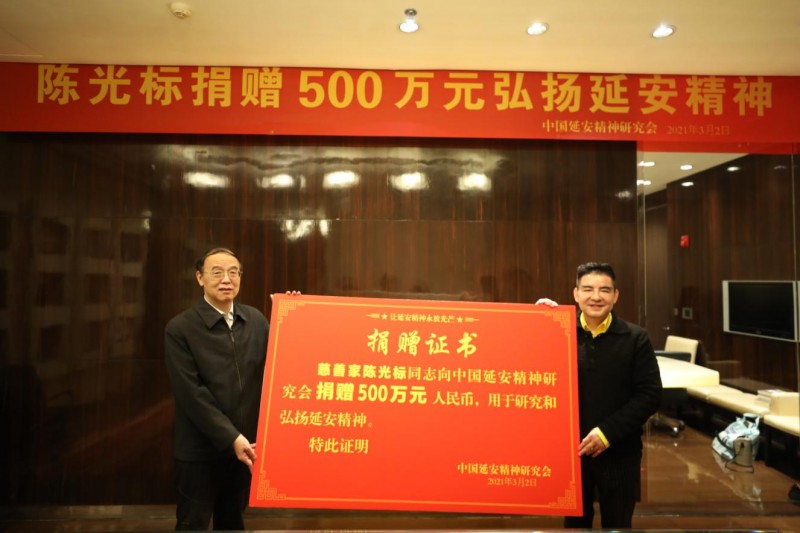 陈光标捐赠500万元弘扬延安精神
中国延安精神研究会 2021年3月2日
★让延安精神永放光芒★
捐赠证书
慈善家陈光标同志向中国延安精神研
究会捐赠500万元人民币，用于研究和
弘扬延安精神。
特此证明
中国延安精神研究会
2021年3月2日